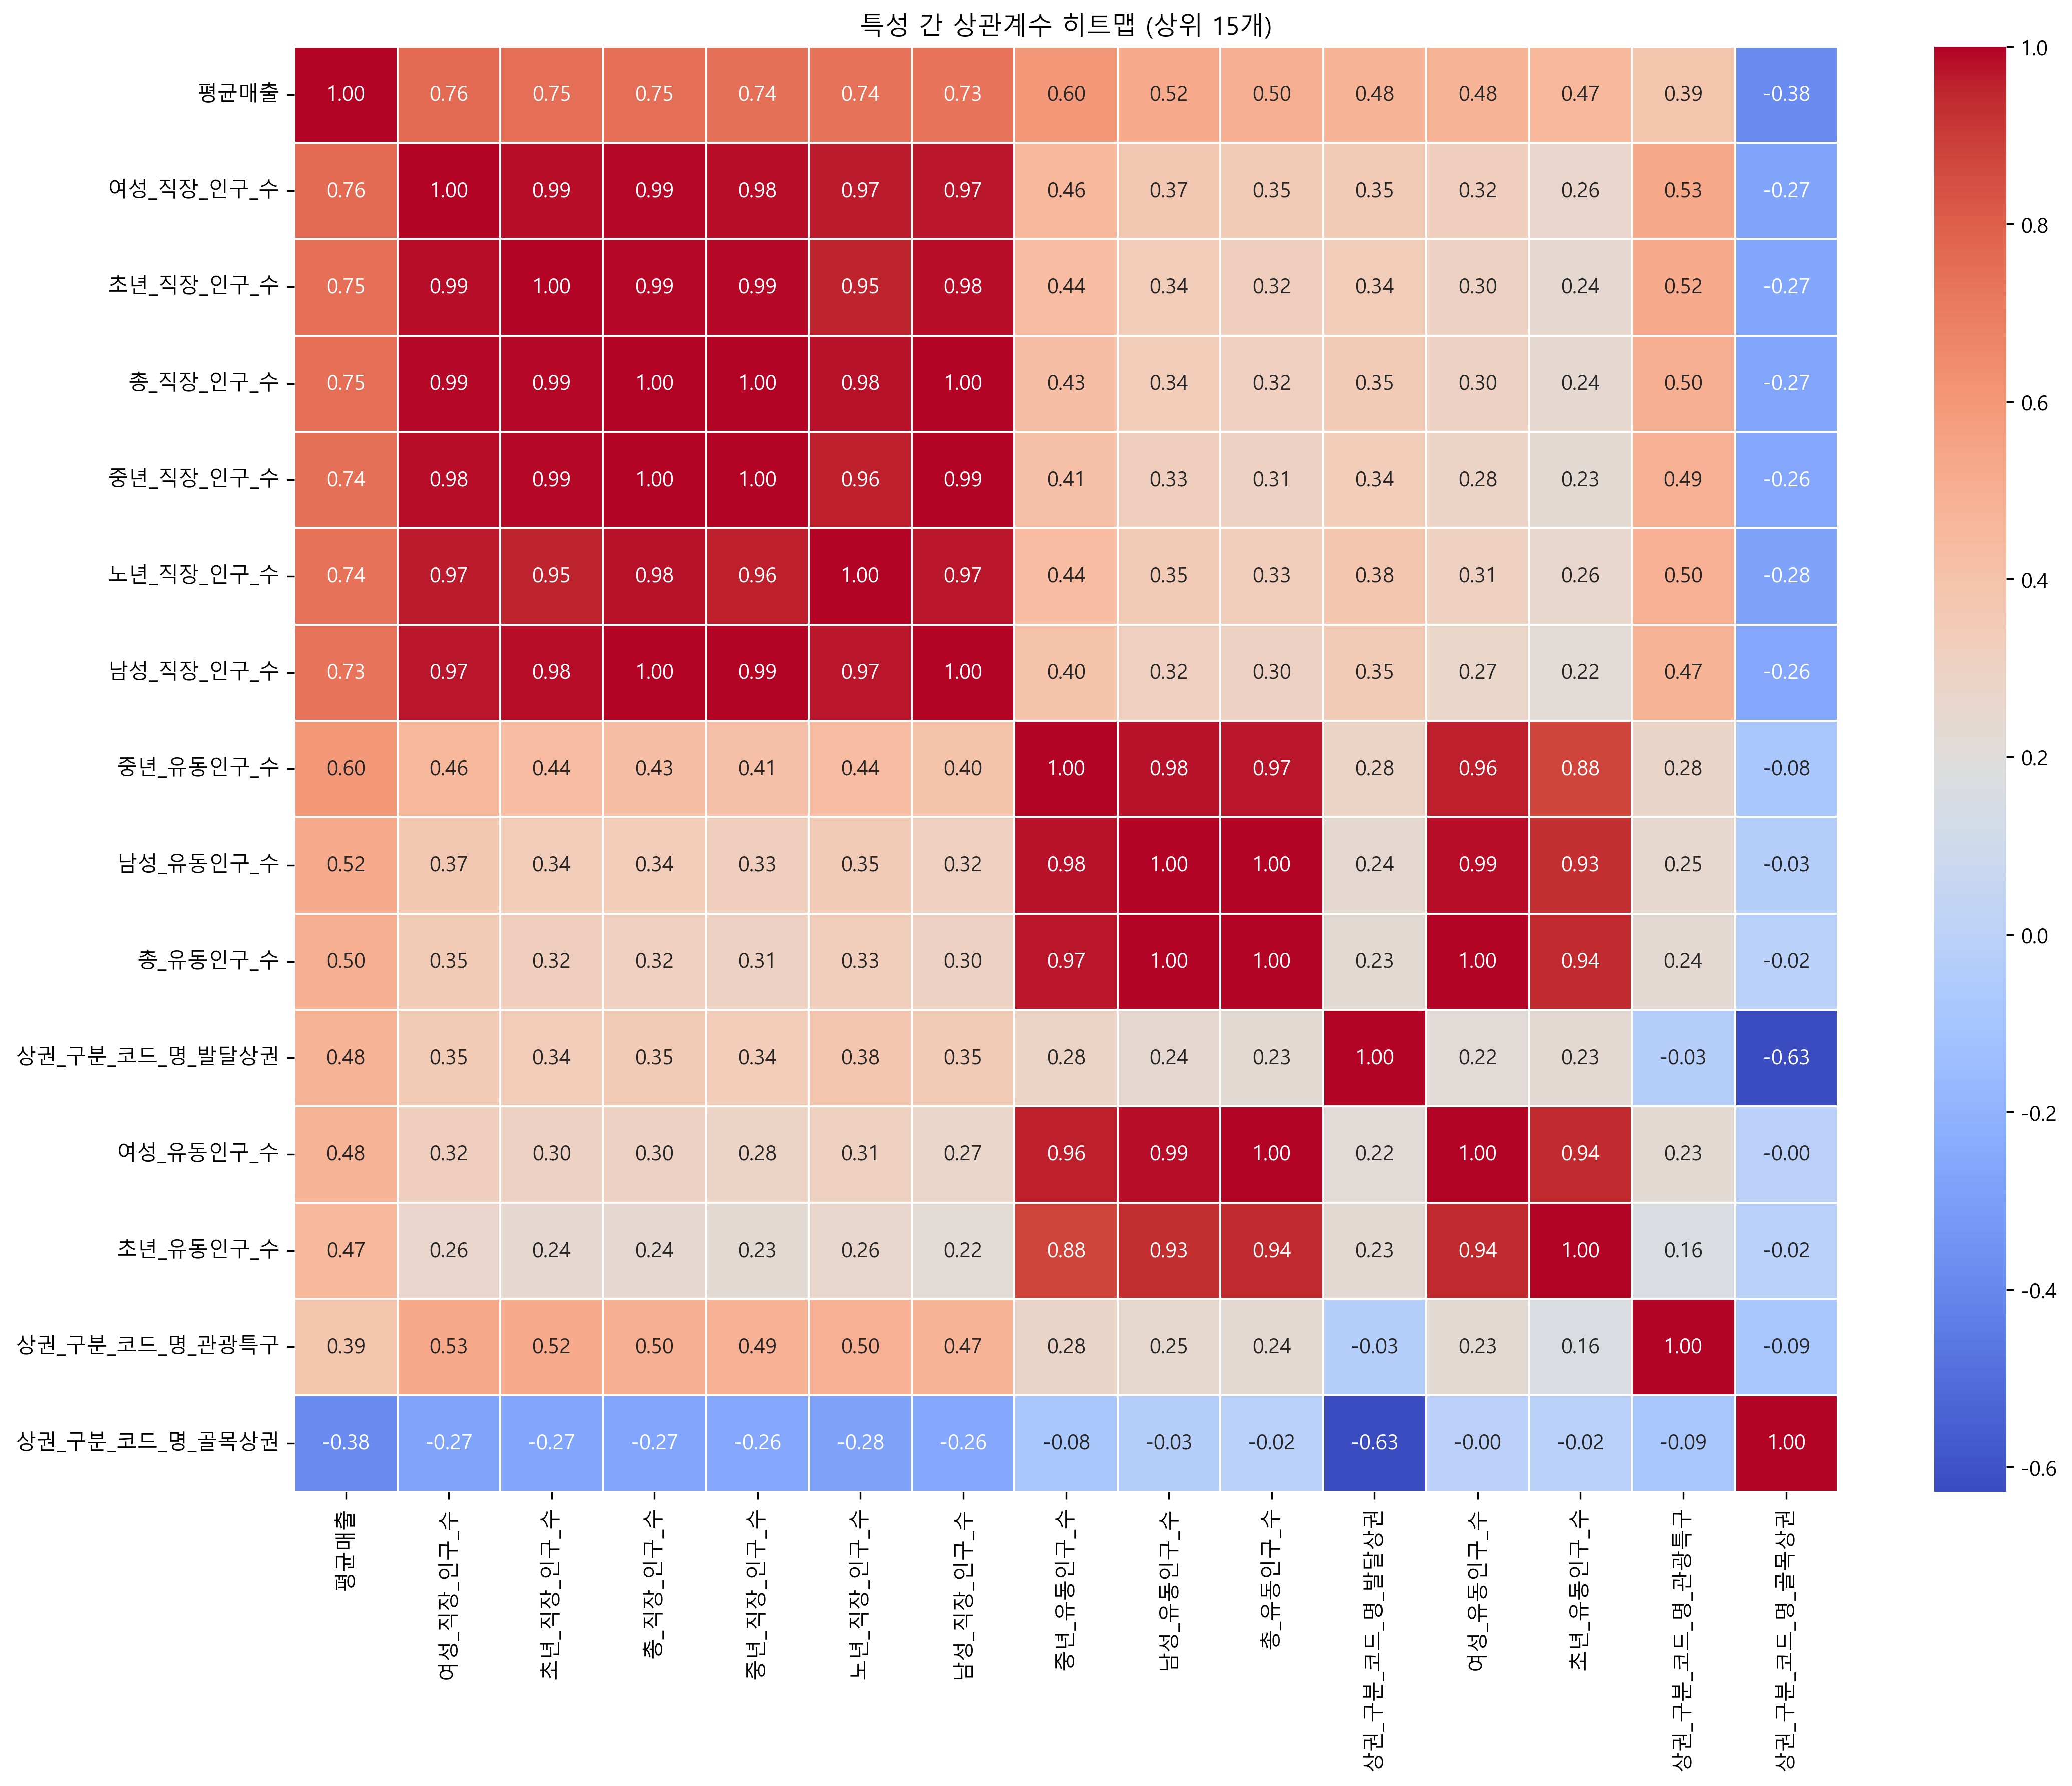 특성 간 상관계수 히트맵 (상위 15개)
평균매출 1.00 0.76 0.75 0.75 0.74 0.74 0.73 0.60 0.52 0.50 0.48 0.48 0.47 0.39 -0.38
여성_직장_인구_수 0.76 1.00 0.99 0.99 0.98 0.97 0.97 0.46 0.37 0.35 0.35 0.32 0.26 0.53 -0.27
초년_직장_인구_수 0.75 0.99 1.00 0.99 0.99 0.95 0.98 0.44 0.34 0.32 0.34 0.30 0.24 0.52 -0.27
총_직장_인구_수 0.75 0.99 0.99 1.00 1.00 0.98 1.00 0.43 0.34 0.32 0.35 0.30 0.24 0.50 -0.27
중년_직장_인구_수 0.74 0.98 0.99 1.00 1.00 0.96 0.99 0.41 0.33 0.31 0.34 0.28 0.23 0.49 -0.26
노년_직장_인구_수 0.74 0.97 0.95 0.98 0.96 1.00 0.97 0.44 0.35 0.33 0.38 0.31 0.26 0.50 -0.28
남성_직장_인구_수 0.73 0.97 0.98 1.00 0.99 0.97 1.00 0.40 0.32 0.30 0.35 0.27 0.22 0.47 -0.26
중년_유동인구_수 0.60 0.46 0.44 0.43 0.41 0.44 0.40 1.00 0.98 0.97 0.28 0.96 0.88 0.28 -0.08
남성_유동인구_수 0.52 0.37 0.34 0.34 0.33 0.35 0.32 0.98 1.00 1.00 0.24 0.99 0.93 0.25 -0.03
총_유동인구_수 0.50 0.35 0.32 0.32 0.31 0.33 0.30 0.97 1.00 1.00 0.23 1.00 0.94 0.24 -0.02
상권_구분_코드_명_발달상권 0.48 0.35 0.34 0.35 0.34 0.38 0.35 0.28 0.24 0.23 1.00 0.22 0.23 -0.03 -0.63
여성_유동인구_수 0.48 0.32 0.30 0.30 0.28 0.31 0.27 0.96 0.99 1.00 0.22 1.00 0.94 0.23 -0.00
초년_유동인구_수 0.47 0.26 0.24 0.24 0.23 0.26 0.22 0.88 0.93 0.94 0.23 0.94 1.00 0.16 -0.02
상권_구분_코드_명_관광특구 0.39 0.53 0.52 0.50 0.49 0.50 0.47 0.28 0.25 0.24 -0.03 0.23 0.16 1.00 -0.09
상권_구분_코드_명_골목상권 -0.38 -0.27 -0.27 -0.27 -0.26 -0.28 -0.26 -0.08 -0.03 -0.02 -0.63 -0.00 -0.02 -0.09 1.00
평균매출
여성_직장_인구_수
초년_직장_인구_수
총_직장_인구_수
중년_직장_인구_수
노년_직장_인구_수
남성_직장_인구_수
중년_유동인구_수
남성_유동인구_수
총_유동인구_수
상권_구분_코드_명_발달상권
여성_유동인구_수
초년_유동인구_수
상권_구분_코드_명_관광특구
상권_구분_코드_명_골목상권
1.0
0.8
0.6
0.4
0.2
0.0
-0.2
-0.4
-0.6